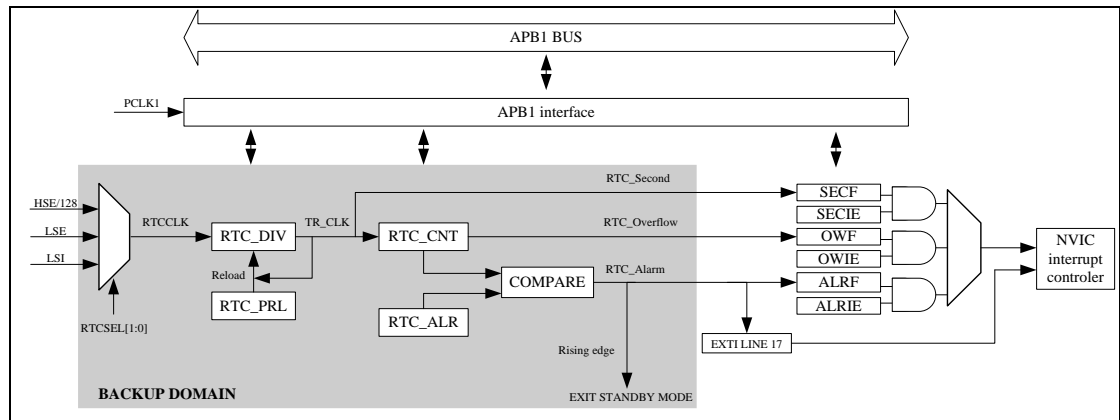 APB1 BUS
PCLK1
APB1 interface
RTC_Second
HSE/128
RTCCLK
TR_CLK
RTC_Overflow
SECF
SECIE
LSE
RTC_DIV
RTC_CNT
OWF
OWIE
LSI
Reload
RTC_Alarm
COMPARE
ALRF
ALRIE
RTC_PRL
RTC_ALR
RTCSEL[1:0]
Rising edge
EXTI LINE 17
NVIC
interrupt
controler
BACKUP DOMAIN
EXIT STANDBY MODE